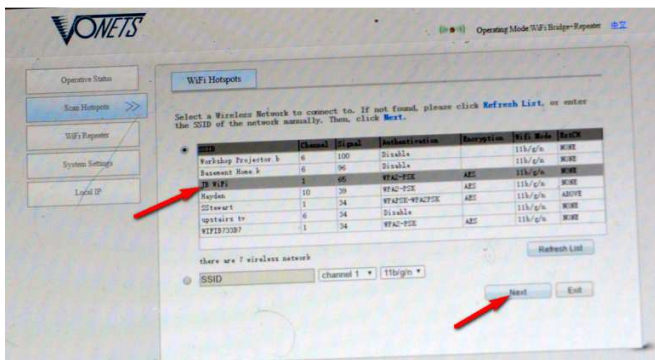 VONETS
Operating Mode:WiFi Bridge+Repeater 中文
Operative Status
Scan Hotspots >>
WiFi Repeater
System Settings
Local IP
WiFi Hotspots
Select a Wireless Network to connect to. If not found, please click Refresh List, or enter
the SSID of the network manually. Then, click Next.
SSID Channel Signal Authentication Encryption Wifi Mode ExtCH
Workshop Projector.b 6 100 Disable 11b/g/n NONE
Basement Home.k 6 96 Disable 11b/g/n NONE
JB WiFi 1 65 WPA2-PSK AES 11b/g/n NONE
Hayden 10 39 WPA2-PSK AES 11b/g/n ABOVE
SStewart 1 34 WPAPSK-WPA2PSK AES 11b/g/n NONE
upstairs tv 6 34 Disable 11b/g/n NONE
WIFID733D7 1 34 WPA2-PSK AES 11b/g/n NONE
there are 7 wireless network
Refresh List
SSID channel 1 11b/g/n
Next Exit